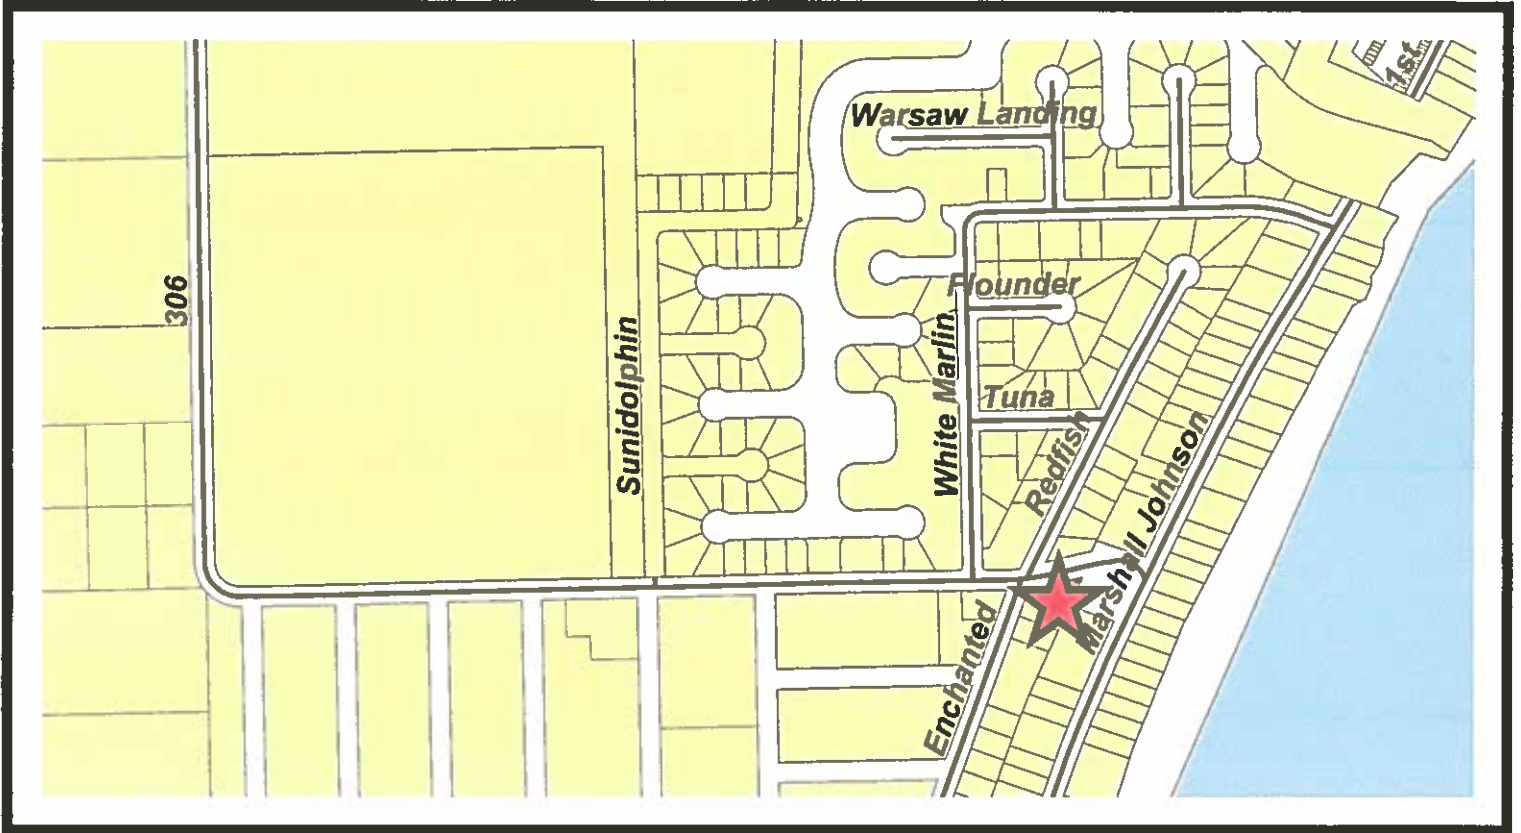 1st
Warsaw Landing
306
Flounder
Sunidolphin
White Marlin
Tuna
Redfish
Marshall Johnson
Enchanted